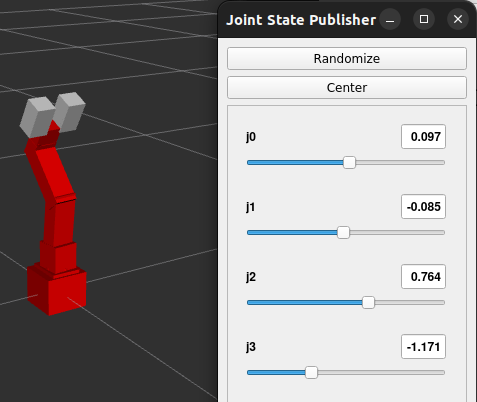 Joint State Publisher
Randomize
Center
j0 0.097
j1 -0.085
j2 0.764
j3 -1.171